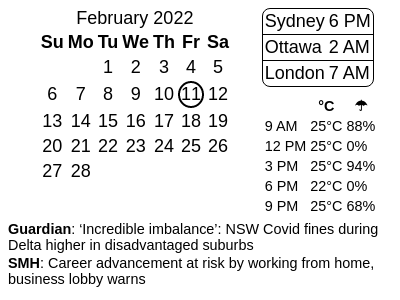 February 2022
Su Mo Tu We Th Fr Sa
1 2 3 4 5
6 7 8 9 10 11 12
13 14 15 16 17 18 19
20 21 22 23 24 25 26
27 28
Sydney 6 PM
Ottawa 2 AM
London 7 AM
°C ☂
9 AM 25°C 88%
12 PM 25°C 0%
3 PM 25°C 94%
6 PM 22°C 0%
9 PM 25°C 68%
Guardian: ‘Incredible imbalance’: NSW Covid fines during
Delta higher in disadvantaged suburbs
SMH: Career advancement at risk by working from home,
business lobby warns